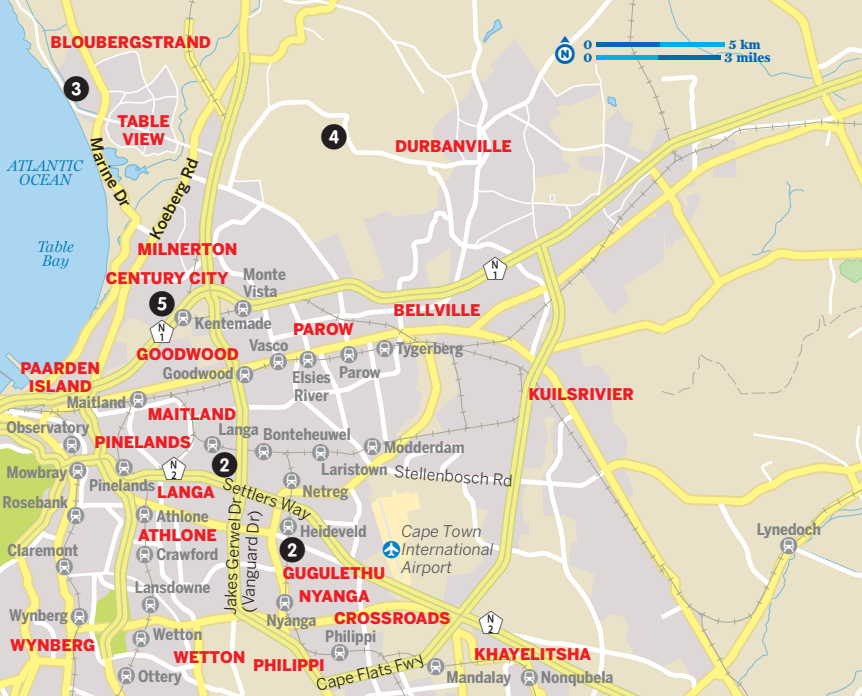 BLOUBERGSTRAND
0 5 km
N
0 3 miles
3
TABLE
VIEW
4
DURBANVILLE
ATLANTIC
OCEAN
Marine Dr
Koeberg Rd
Table
Bay
MILNERTON
CENTURY CITY
Monte
Vista
N
1
5
Kentemade
BELLVILLE
N
1
PAROW
GOODWOOD
Vasco
Tygerberg
PAARDEN
ISLAND
Goodwood
Elsies
River
Parow
Maitland
KUILSRIVIER
MAITLAND
Observatory
Langa
Bonteheuwel
PINELANDS
Modderdam
Mowbray
Pinelands
N
2
2
Laristown
Stellenbosch Rd
LANGA
Settlers Way
Netreg
Rosebank
Athlone
ATHLONE
Heideveld
Cape Town
International
Airport
Lynedoch
Claremont
Crawford
2
Jakes Gerwel Dr
(Vanguard Dr)
GUGULETHU
Lansdowne
NYANGA
Wynberg
Nyanga
CROSSROADS
N
2
WYNBERG
Wetton
Philippi
WETTON
PHILIPPI
KHAYELITSHA
Cape Flats Fwy
Ottery
Mandalay
Nonqubela